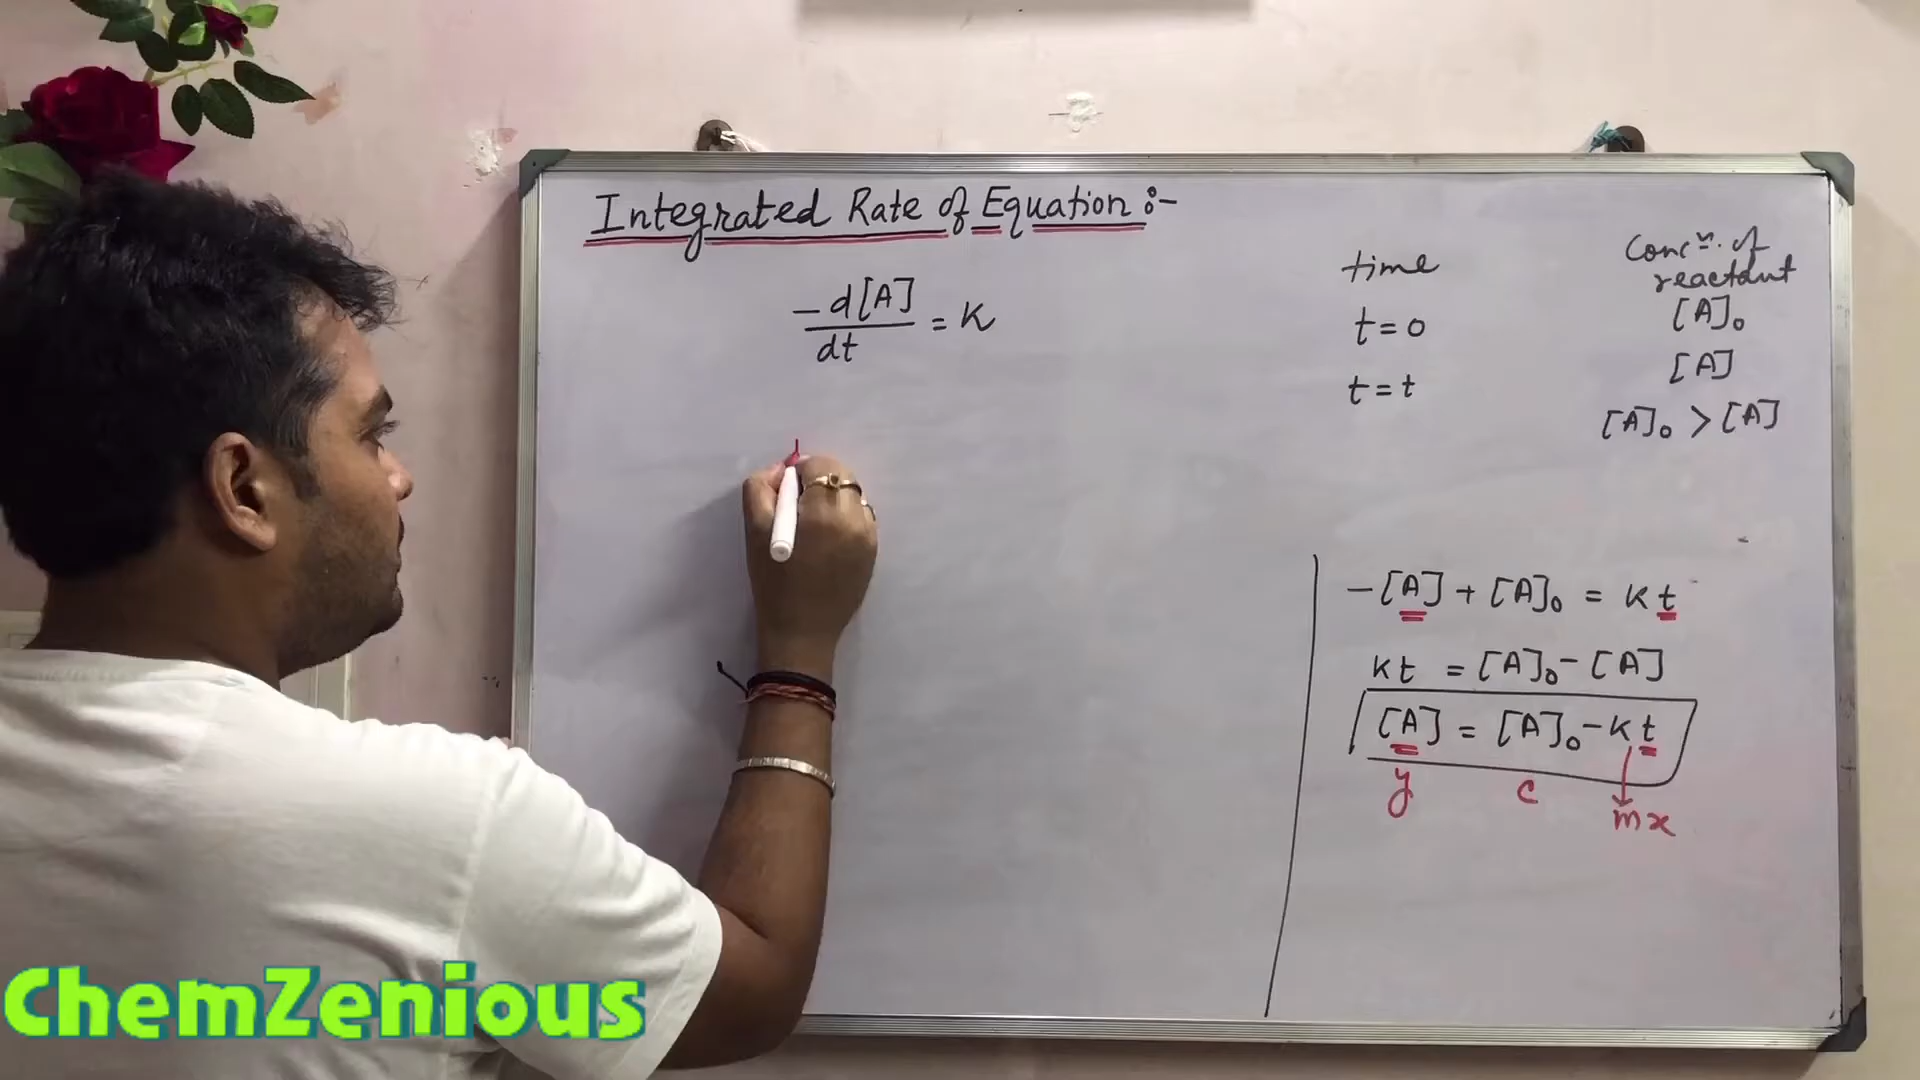 Integrated Rate of Equation :-
-d[A]/dt = K
time
Concⁿ. of
reactant
t = 0
[A]₀
t = t
[A]
[A]₀ > [A]
-[A] + [A]₀ = Kt
Kt = [A]₀ - [A]
[A] = [A]₀ - Kt
y c mx
ChemZenious